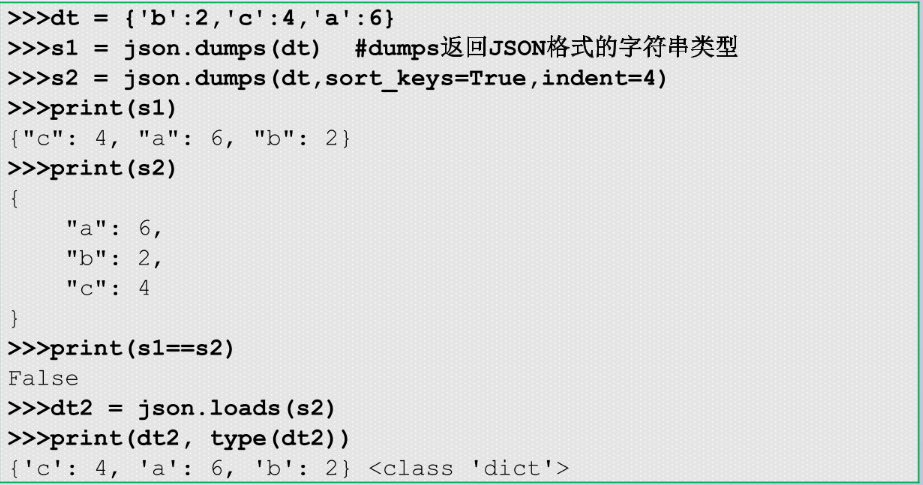 >>>dt = {'b':2,'c':4,'a':6}
>>>s1 = json.dumps(dt)  #dumps返回JSON格式的字符串类型
>>>s2 = json.dumps(dt,sort_keys=True,indent=4)
>>>print(s1)
{"c": 4, "a": 6, "b": 2}
>>>print(s2)
{
    "a": 6,
    "b": 2,
    "c": 4
}
>>>print(s1==s2)
False
>>>dt2 = json.loads(s2)
>>>print(dt2, type(dt2))
{'c': 4, 'a': 6, 'b': 2} <class 'dict'>